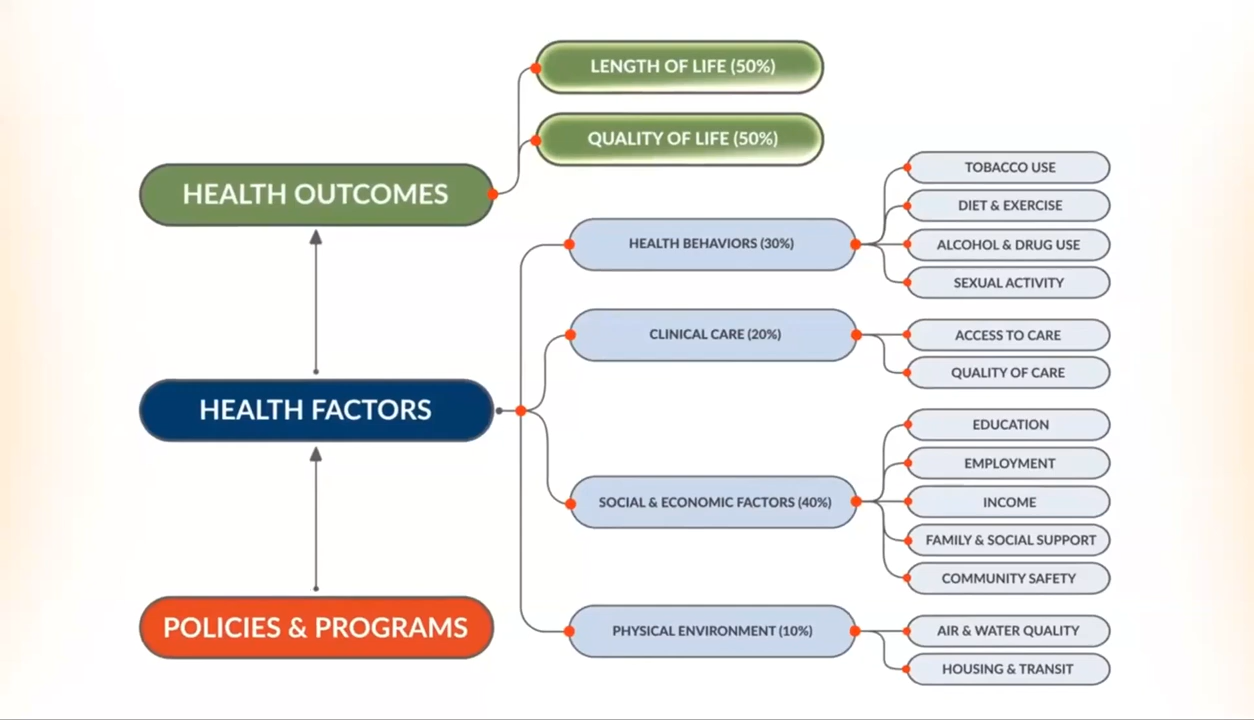 LENGTH OF LIFE (50%)
QUALITY OF LIFE (50%)
HEALTH OUTCOMES
TOBACCO USE
DIET & EXERCISE
HEALTH BEHAVIORS (30%)
ALCOHOL & DRUG USE
SEXUAL ACTIVITY
CLINICAL CARE (20%)
ACCESS TO CARE
QUALITY OF CARE
HEALTH FACTORS
EDUCATION
EMPLOYMENT
SOCIAL & ECONOMIC FACTORS (40%)
INCOME
FAMILY & SOCIAL SUPPORT
COMMUNITY SAFETY
POLICIES & PROGRAMS
PHYSICAL ENVIRONMENT (10%)
AIR & WATER QUALITY
HOUSING & TRANSIT